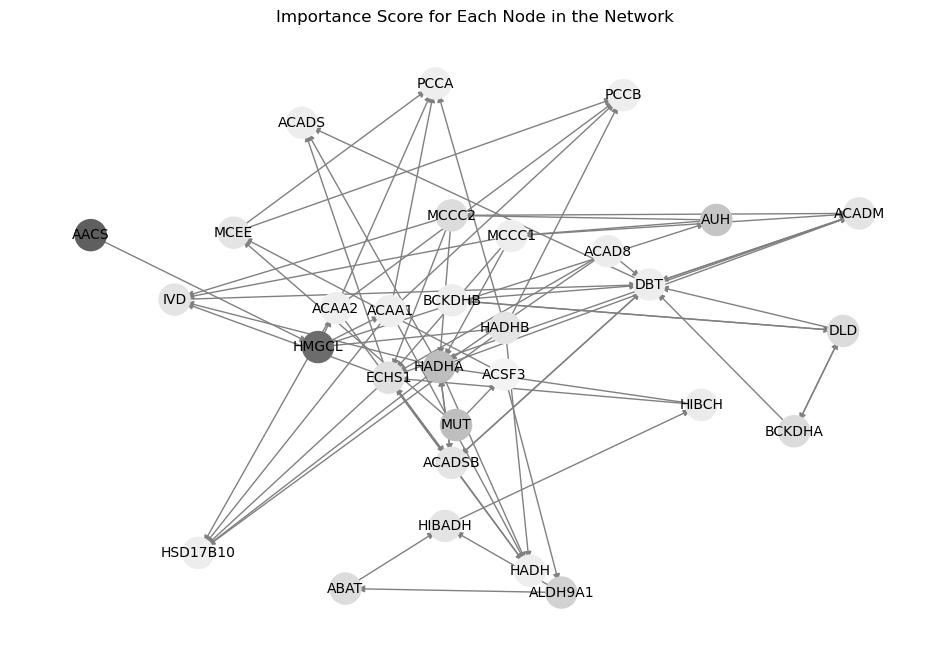 Importance Score for Each Node in the Network
PCCA
PCCB
ACADS
MCCC2
ACADM
AUH
MCEE
AACS
MCCC1
ACAD8
DBT
IVD
BCKDHB
ACAA2
ACAA1
HADHB
DLD
HMGCL
HADHA
ECHS1
ACSF3
HIBCH
MUT
BCKDHA
ACADSB
HIBADH
HSD17B10
HADH
ABAT
ALDH9A1